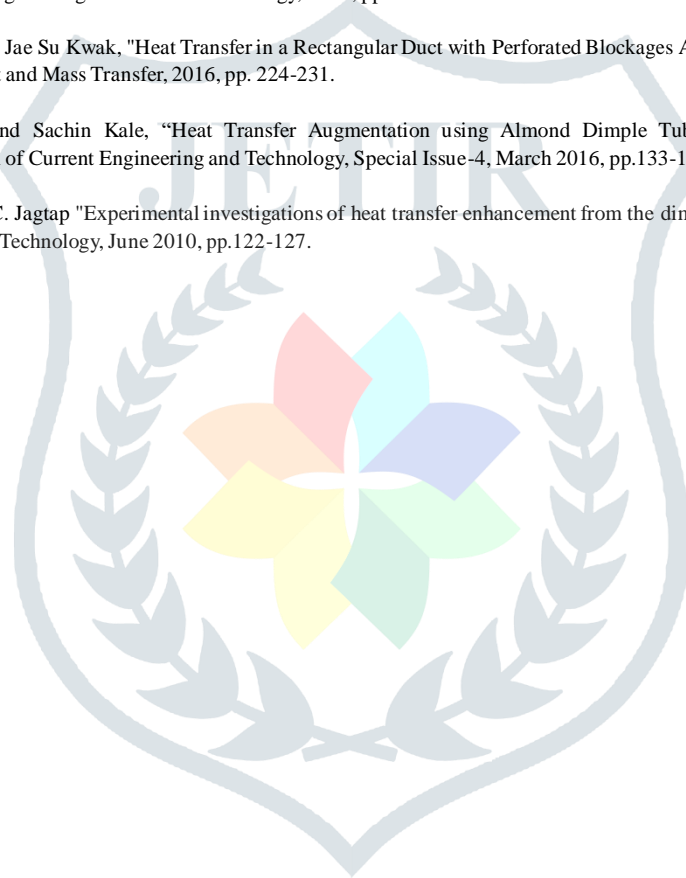 Jae Su Kwak, "Heat Transfer in a Rectangular Duct with Perforated Blockages
and Mass Transfer, 2016, pp. 224-231.
nd Sachin Kale, “Heat Transfer Augmentation using Almond Dimple Tub
of Current Engineering and Technology, Special Issue-4, March 2016, pp.133-1
C. Jagtap "Experimental investigations of heat transfer enhancement from the dim
Technology, June 2010, pp.122-127.
JETIR